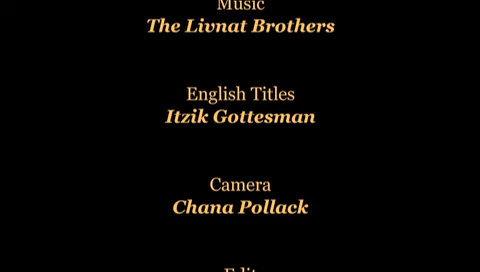 Music
The Livnat Brothers
English Titles
Itzik Gottesman
Camera
Chana Pollack